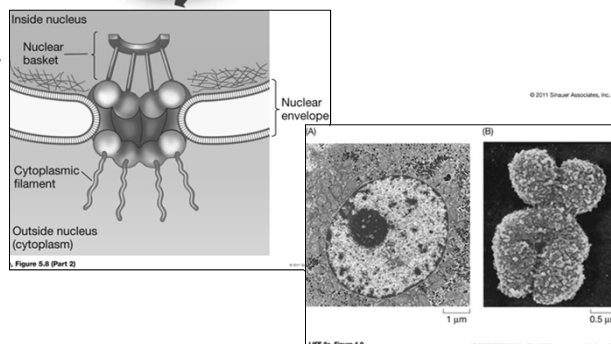 Inside nucleus
Nuclear
basket
Nuclear
envelope
Cytoplasmic
filament
Outside nucleus
(cytoplasm)
Figure 5.8 (Part 2)
© 2011 Sinauer Associates, Inc.
(A)
(B)
1 µm
0.5 µm